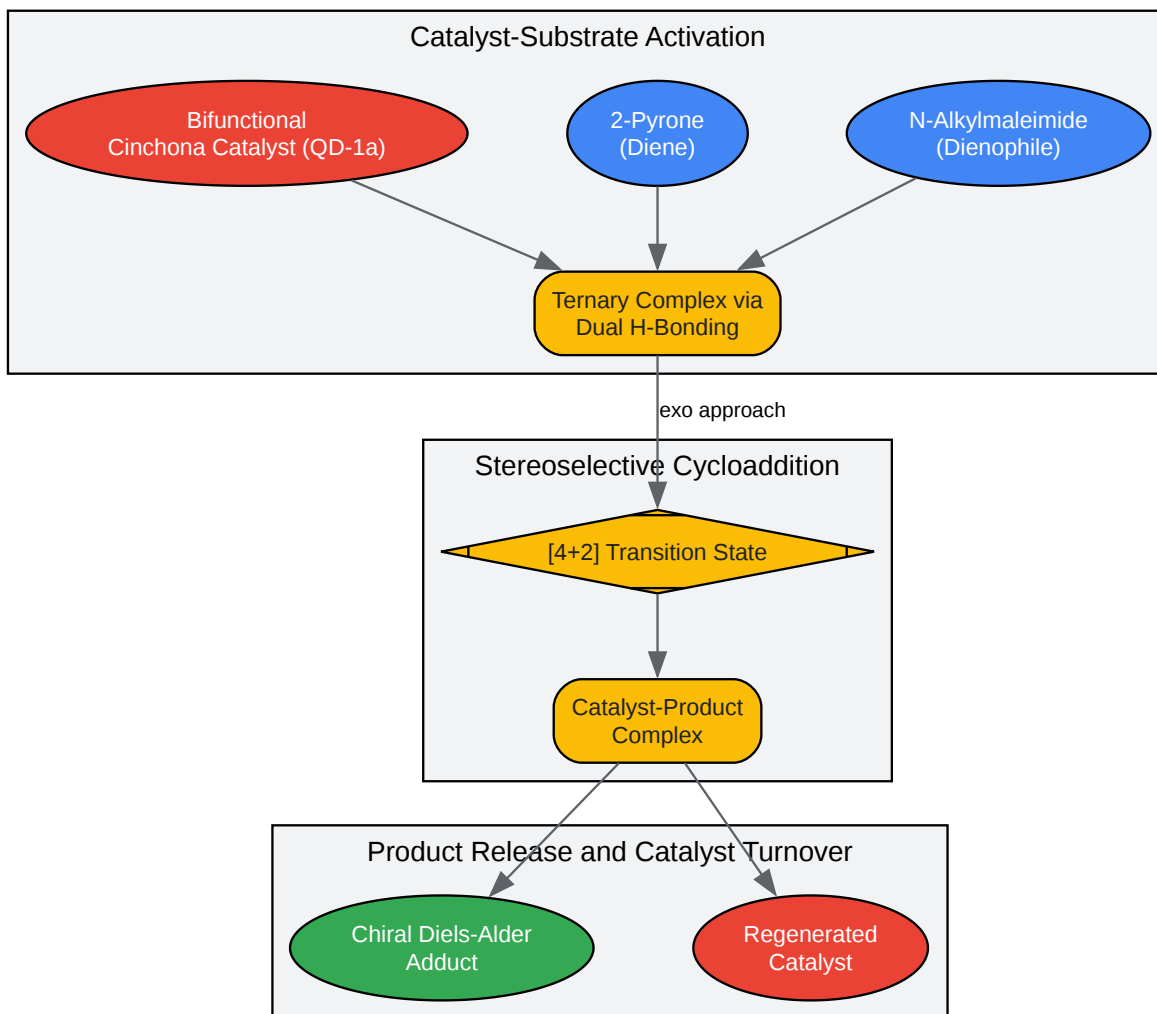 Catalyst-Substrate Activation
Bifunctional
Cinchona Catalyst (QD-1a)
2-Pyrone
(Diene)
N-Alkylmaleimide
(Dienophile)
Ternary Complex via
Dual H-Bonding
exo approach
Stereoselective Cycloaddition
[4+2] Transition State
Catalyst-Product
Complex
Product Release and Catalyst Turnover
Chiral Diels-Alder
Adduct
Regenerated
Catalyst